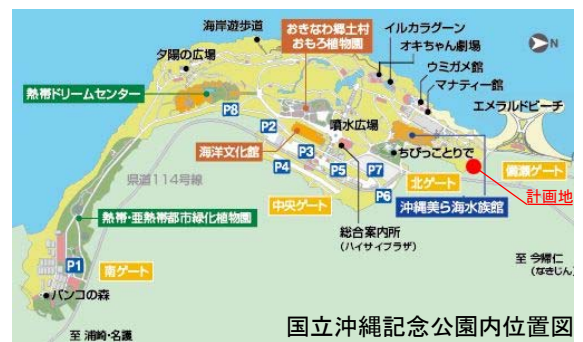 海岸遊歩道
おきなわ郷土村
おもろ植物園
イルカラグーン
オキちゃん劇場
ウミガメ館
マナティー館
エメラルドビーチ
N
夕陽の広場
熱帯ドリームセンター
P8
P2
噴水広場
海洋文化館
P3
P4
P5
P7
P6
ちびっことりで
北ゲート
備瀬ゲート
計画地
県道114号線
中央ゲート
沖縄美ら海水族館
熱帯・亜熱帯都市緑化植物園
総合案内所
(ハイサイプラザ)
至 今帰仁
(なきじん)
P1
南ゲート
バンコの森
至 浦崎・名護
国立沖縄記念公園内位置図